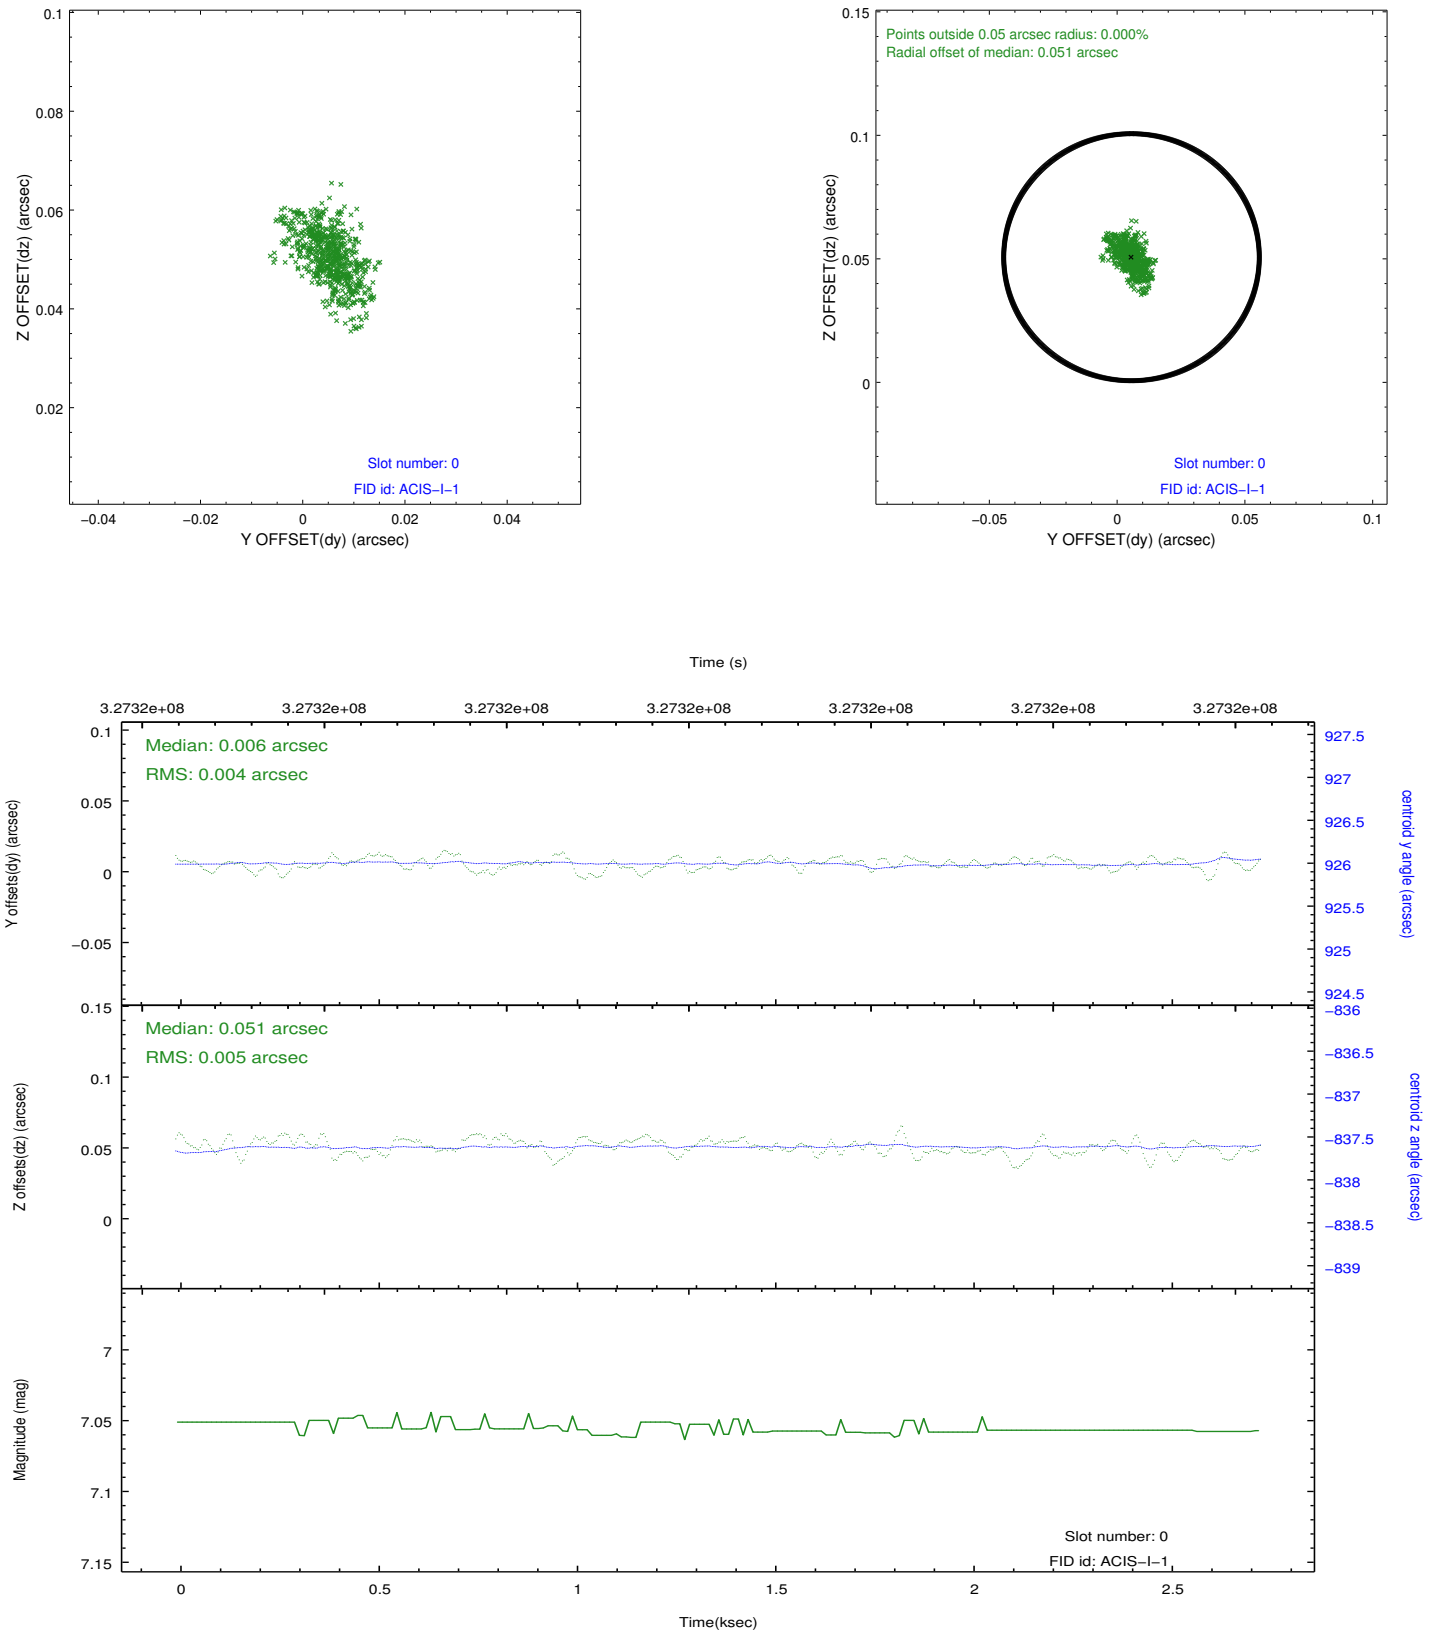 0.1
0.08
0.06
0.04
0.02
Z OFFSET(dz) (arcsec)
Slot number: 0
FID id: ACIS−I−1
−0.04
−0.02
0
0.02
0.04
Y OFFSET(dy) (arcsec)
0.15
0.1
0.05
0
Z OFFSET(dz) (arcsec)
Points outside 0.05 arcsec radius: 0.000%
Radial offset of median: 0.051 arcsec
Slot number: 0
FID id: ACIS−I−1
−0.05
0
0.05
0.1
Y OFFSET(dy) (arcsec)
Time (s)
3.2732e+08
3.2732e+08
3.2732e+08
3.2732e+08
3.2732e+08
3.2732e+08
3.2732e+08
0.1
0.05
0
−0.05
Y offsets(dy) (arcsec)
Median: 0.006 arcsec
RMS: 0.004 arcsec
927.5
927
926.5
926
925.5
925
924.5
centroid y angle (arcsec)
0.15
0.1
0.05
0
Z offsets(dz) (arcsec)
Median: 0.051 arcsec
RMS: 0.005 arcsec
−836
−836.5
−837
−837.5
−838
−838.5
−839
centroid z angle (arcsec)
7
7.05
7.1
7.15
Magnitude (mag)
Slot number: 0
FID id: ACIS−I−1
0
0.5
1
1.5
2
2.5
Time(ksec)